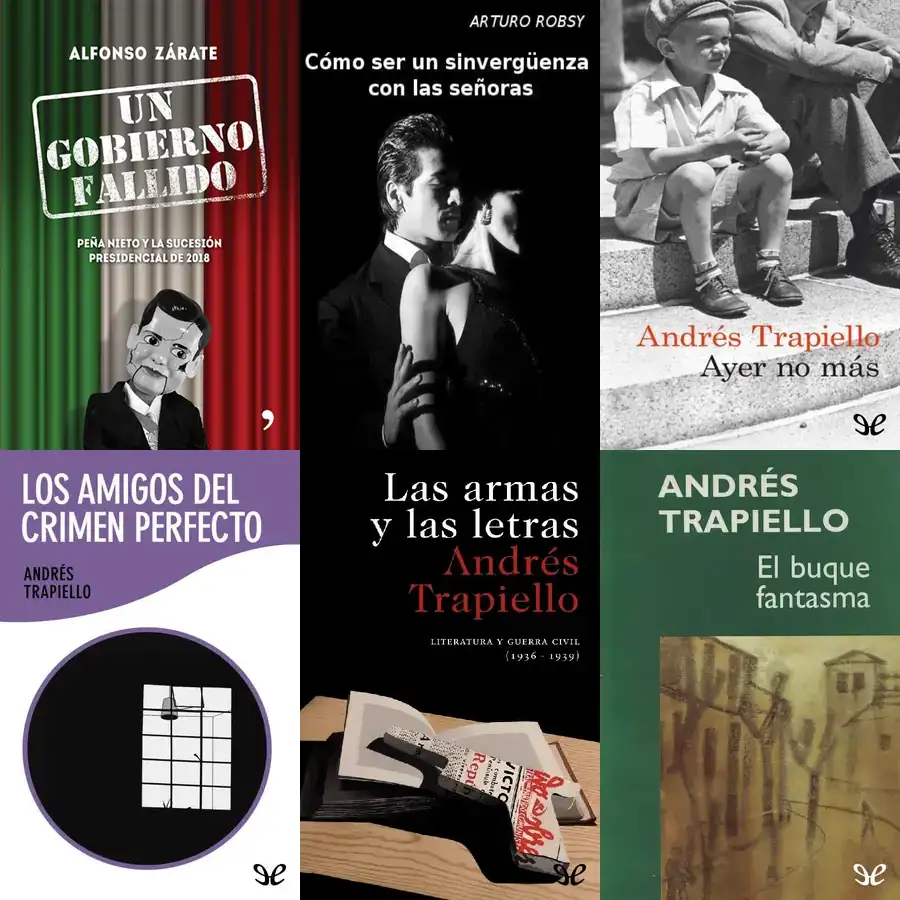 ALFONSO ZÁRATE
UN
GOBIERNO
FALLIDO
PEÑA NIETO Y LA SUCESIÓN
PRESIDENCIAL DE 2018
ARTURO ROBSY
Cómo ser un sinvergüenza
con las señoras
Andrés Trapiello
Ayer no más
LOS AMIGOS DEL
CRIMEN PERFECTO
ANDRÉS
TRAPIELLO
Las armas
y las letras
Andrés
Trapiello
LITERATURA Y GUERRA CIVIL
(1936 - 1939)
ANDRÉS
TRAPIELLO
El buque
fantasma